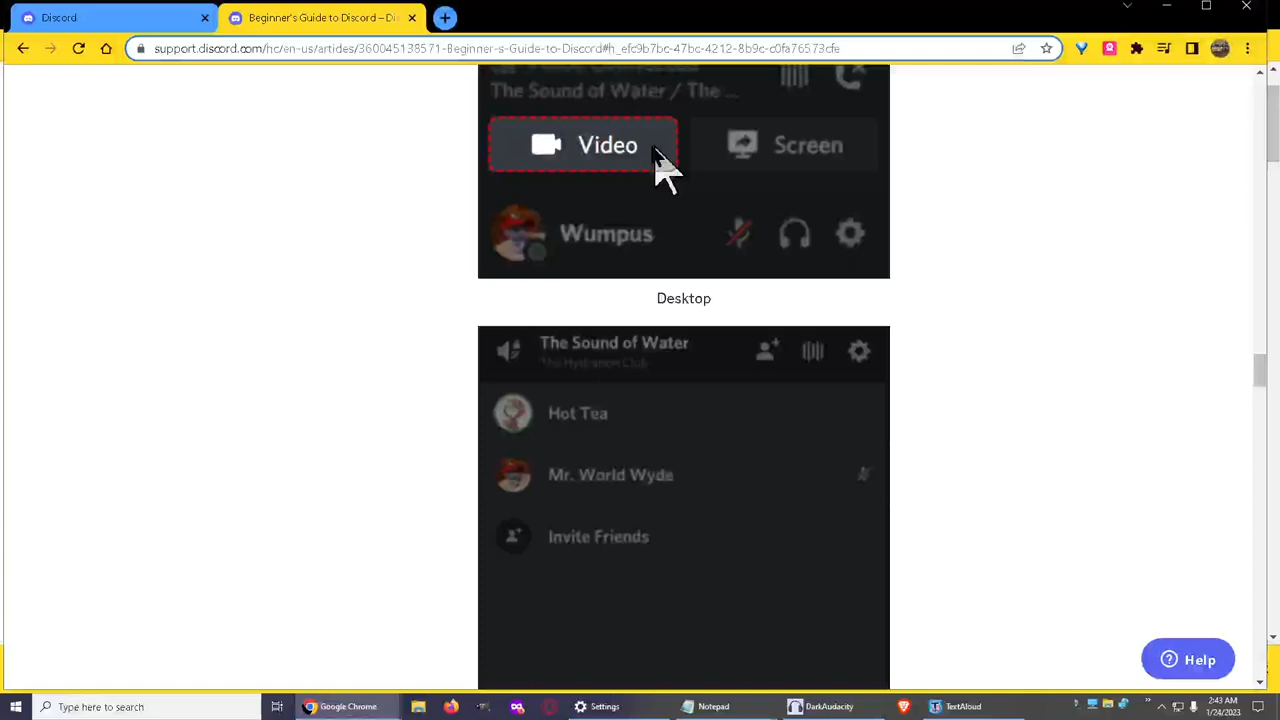 Discord
Beginner's Guide to Discord – Di
support.discord.com/hc/en-us/articles/360045138571-Beginner-s-Guide-to-Discord#h_efc9b7bc-47bc-4212-8b9c-c0fa76573cfe
The Sound of Water / The ...
Video
Screen
Wumpus
Desktop
The Sound of Water
The Hydration Club
Hot Tea
Mr. World Wyde
Invite Friends
Help
Type here to search
Google Chrome
Settings
Notepad
DarkAudacity
TextAloud
2:43 AM
1/24/2023